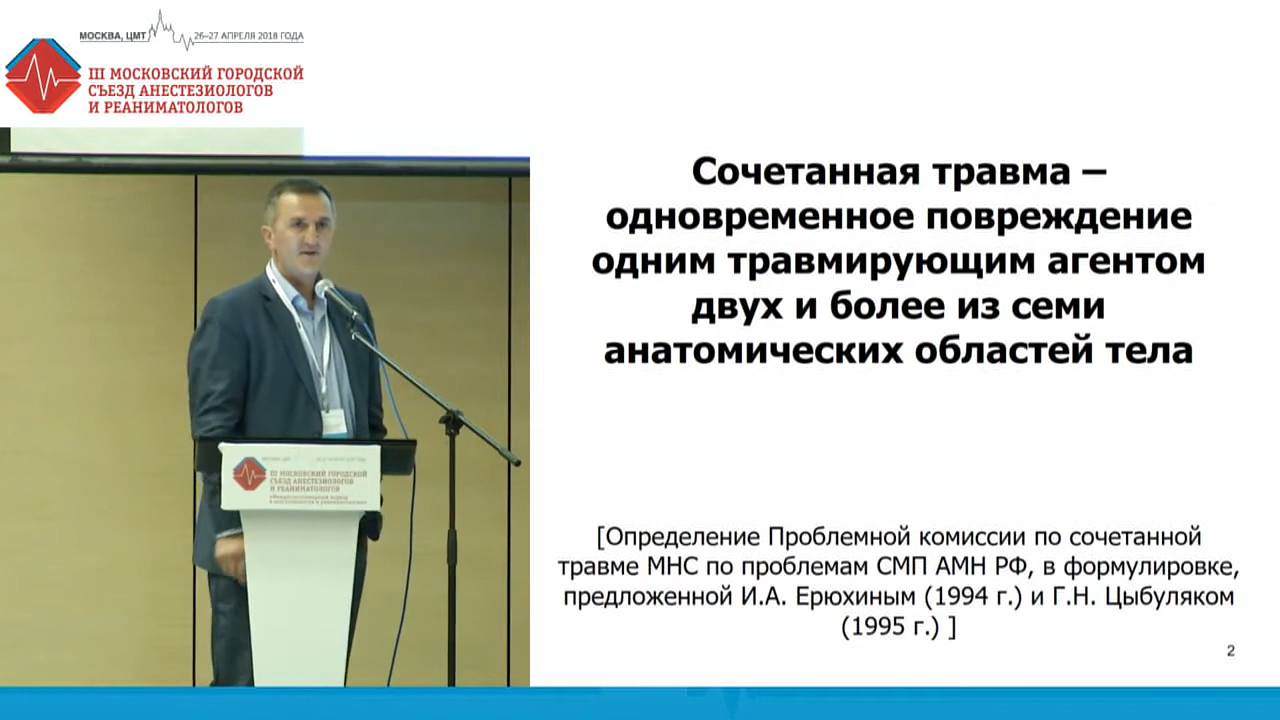 МОСКВА, ЦМТ 26–27 АПРЕЛЯ 2018 ГОДА
III МОСКОВСКИЙ ГОРОДСКОЙ
СЪЕЗД АНЕСТЕЗИОЛОГОВ
И РЕАНИМАТОЛОГОВ
Сочетанная травма –
одновременное повреждение
одним травмирующим агентом
двух и более из семи
анатомических областей тела
[Определение Проблемной комиссии по сочетанной
травме МНС по проблемам СМП АМН РФ, в формулировке,
предложенной И.А. Ерюхиным (1994 г.) и Г.Н. Цыбуляком
(1995 г.) ]
2
III МОСКОВСКИЙ ГОРОДСКОЙ
СЪЕЗД АНЕСТЕЗИОЛОГОВ
И РЕАНИМАТОЛОГОВ